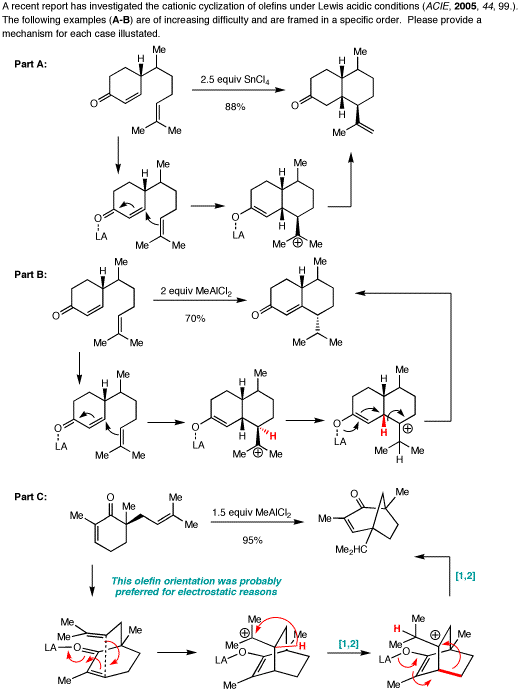 A recent report has investigated the cationic cyclization of olefins under Lewis acidic conditions (ACIE, 2005, 44, 99.).
The following examples (A-B) are of increasing difficulty and are framed in a specific order. Please provide a
mechanism for each case illustated.
Part A:
H
Me
O
Me
Me
2.5 equiv SnCl4
88%
Me
H
O
H
Me
H
Me
O
LA
Me
Me
Me
H
O
LA
H
Me
Me
⊕
Part B:
H
Me
O
Me
Me
2 equiv MeAlCl2
70%
Me
H
O
Me
Me
H
Me
O
LA
Me
Me
Me
H
O
LA
H
H
Me
Me
⊕
H
Me
O
LA
H
⊕
Me
Me
H
Part C:
O
Me
Me
Me
Me
1.5 equiv MeAlCl2
95%
O
Me
Me
Me2HC
This olefin orientation was probably
preferred for electrostatic reasons
[1,2]
Me
Me
LA
O
Me
Me
Me
⊕
Me
Me
H
O
LA
Me
[1,2]
Me
H
⊕
Me
Me
O
LA
Me